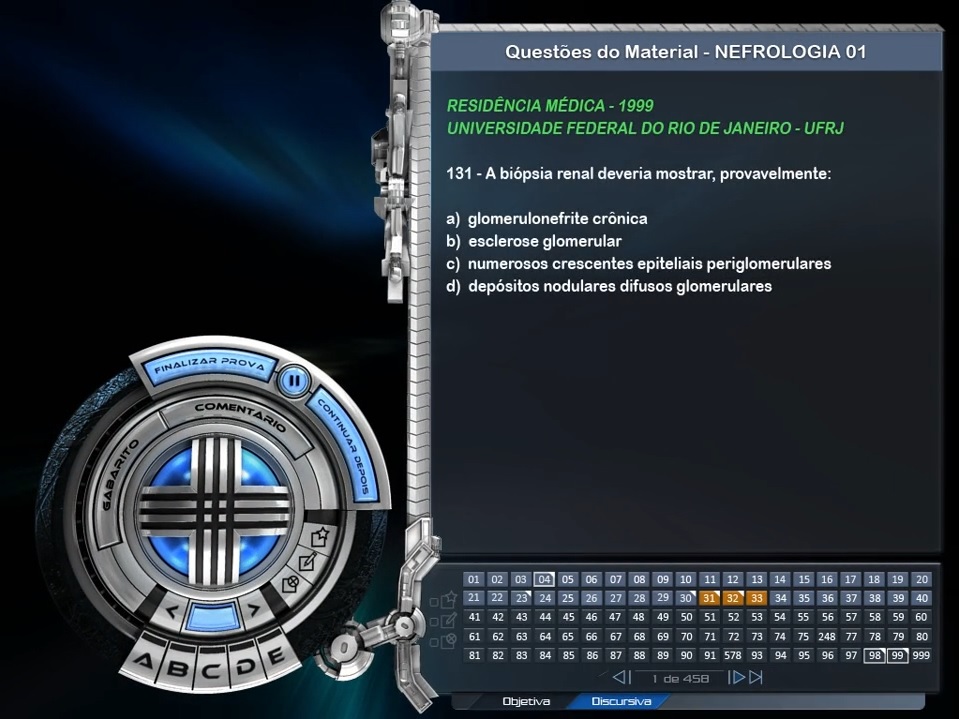 Questões do Material - NEFROLOGIA 01
RESIDÊNCIA MÉDICA - 1999
UNIVERSIDADE FEDERAL DO RIO DE JANEIRO - UFRJ
131 - A biópsia renal deveria mostrar, provavelmente:
a) glomerulonefrite crônica
b) esclerose glomerular
c) numerosos crescentes epiteliais periglomerulares
d) depósitos nodulares difusos glomerulares
FINALIZAR PROVA
CONTINUAR DEPOIS
COMENTÁRIO
GABARITO
< >
A B C D E
01 02 03 04 05 06 07 08 09 10 11 12 13 14 15 16 17 18 19 20
21 22 23 24 25 26 27 28 29 30 31 32 33 34 35 36 37 38 39 40
41 42 43 44 45 46 47 48 49 50 51 52 53 54 55 56 57 58 59 60
61 62 63 64 65 66 67 68 69 70 71 72 73 74 75 248 77 78 79 80
81 82 83 84 85 86 87 88 89 90 91 578 93 94 95 96 97 98 99 999
1 de 458
Objetiva Discursiva